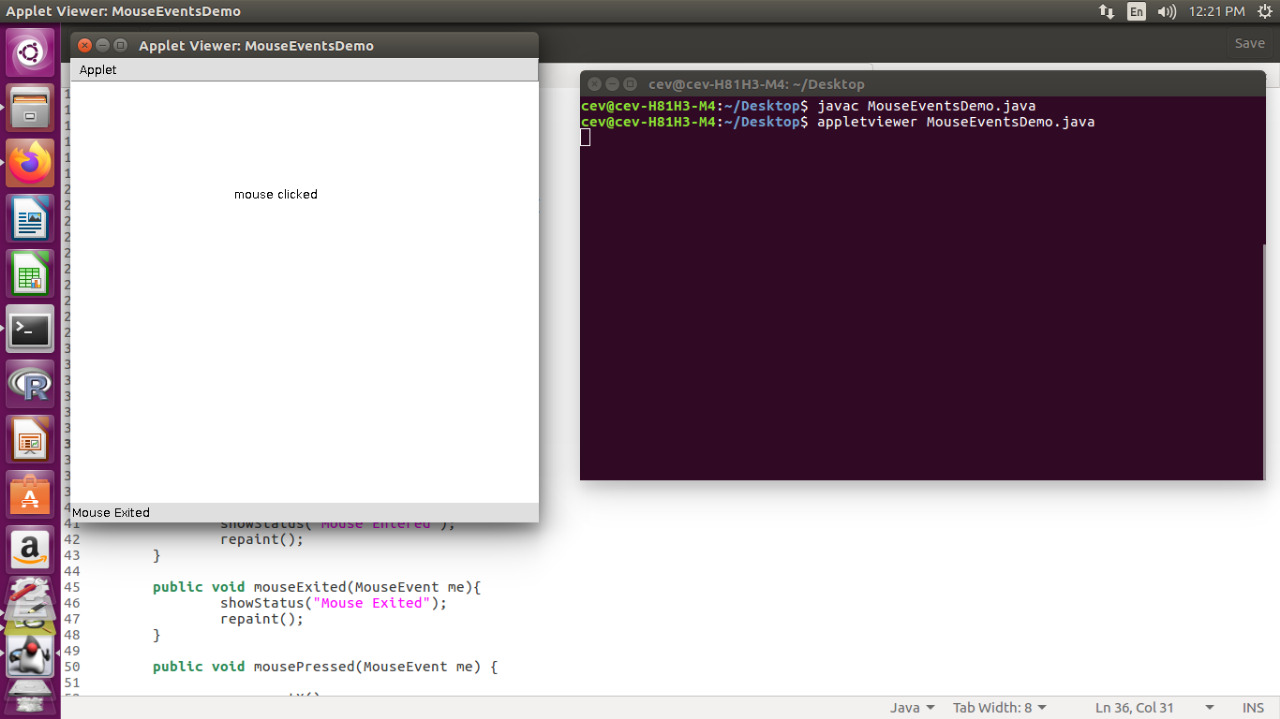 Applet Viewer: MouseEventsDemo
En
12:21 PM
Save
Applet Viewer: MouseEventsDemo
Applet
mouse clicked
Mouse Exited
cev@cev-H81H3-M4: ~/Desktop
cev@cev-H81H3-M4:~/Desktop$ javac MouseEventsDemo.java
cev@cev-H81H3-M4:~/Desktop$ appletviewer MouseEventsDemo.java
41 showStatus("Mouse Entered");
42 repaint();
43 }
44
45 public void mouseExited(MouseEvent me){
46 showStatus("Mouse Exited");
47 repaint();
48 }
49
50 public void mousePressed(MouseEvent me) {
51
Java
Tab Width: 8
Ln 36, Col 31
INS